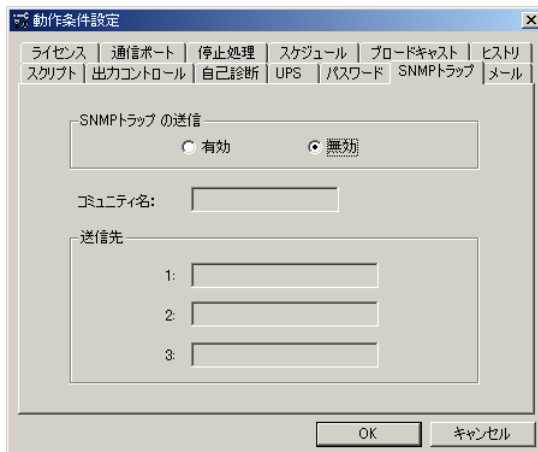 動作条件設定
ライセンス 通信ポート 停止処理 スケジュール ブロードキャスト ヒストリ
スクリプト 出力コントロール 自己診断 UPS パスワード SNMPトラップ メール
SNMPトラップ の送信
有効 無効
コミュニティ名:
送信先
1:
2:
3:
OK キャンセル